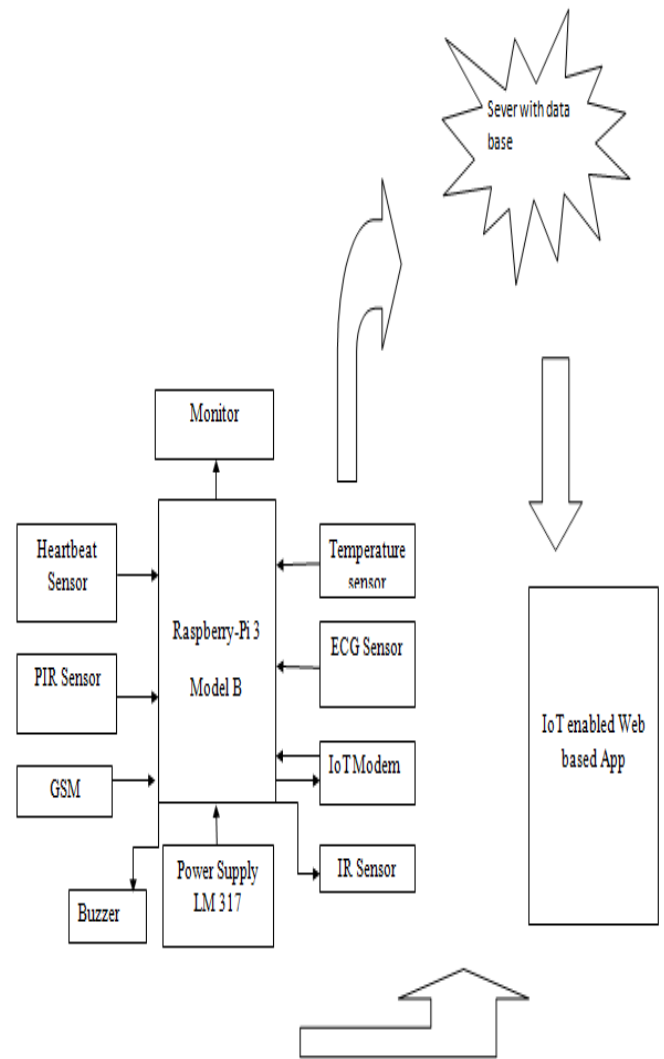 Sever with data
base
Monitor
Heartbeat
Sensor
Temperature
sensor
Raspberry-Pi 3
Model B
ECG Sensor
PIR Sensor
IoT enabled Web
based App
IoT Modem
GSM
Power Supply
LM 317
IR Sensor
Buzzer